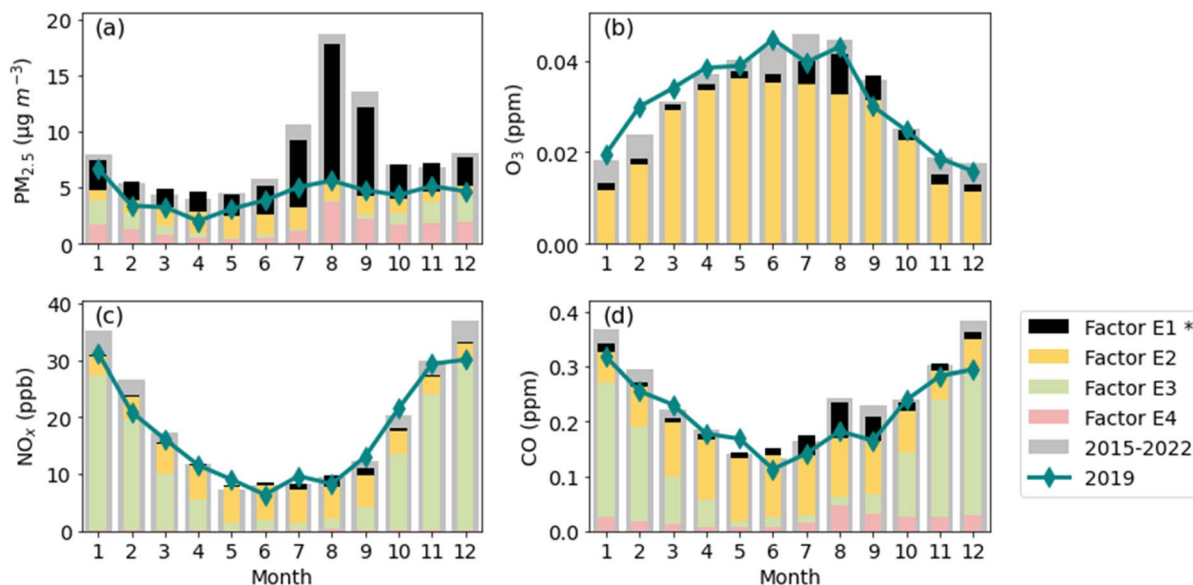 (a)
PM2.5 (µg m−3)
20
15
10
5
0
1 2 3 4 5 6 7 8 9 10 11 12
(b)
O3 (ppm)
0.04
0.02
0.00
1 2 3 4 5 6 7 8 9 10 11 12
(c)
NOx (ppb)
40
30
20
10
0
1 2 3 4 5 6 7 8 9 10 11 12
Month
(d)
CO (ppm)
0.4
0.3
0.2
0.1
0.0
1 2 3 4 5 6 7 8 9 10 11 12
Month
Factor E1 *
Factor E2
Factor E3
Factor E4
2015-2022
2019